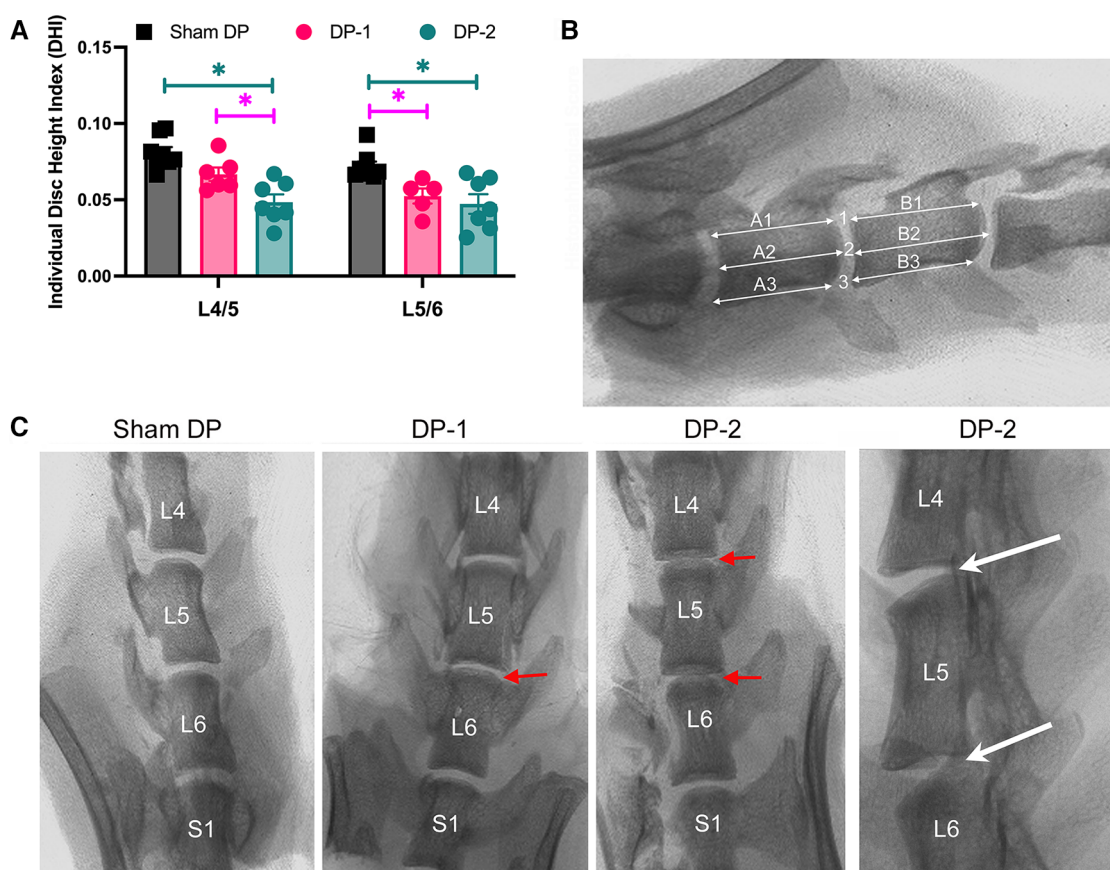 A
Sham DP
DP-1
DP-2
Individual Disc Height Index (DHI)
0.15
0.10
0.05
0.00
*
*
*
*
L4/5
L5/6
B
A1
1
B1
A2
2
B2
A3
3
B3
C
Sham DP
DP-1
DP-2
DP-2
L4
L5
L6
S1
L4
L5
L6
S1
L4
L5
L6
S1
L4
L5
L6